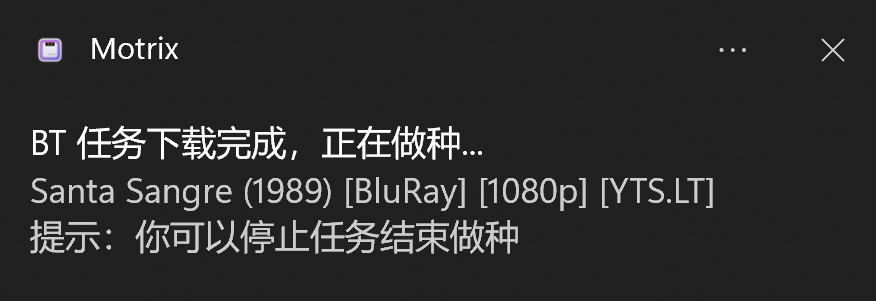 Motrix
BT 任务下载完成，正在做种...
Santa Sangre (1989) [BluRay] [1080p] [YTS.LT]
提示：你可以停止任务结束做种